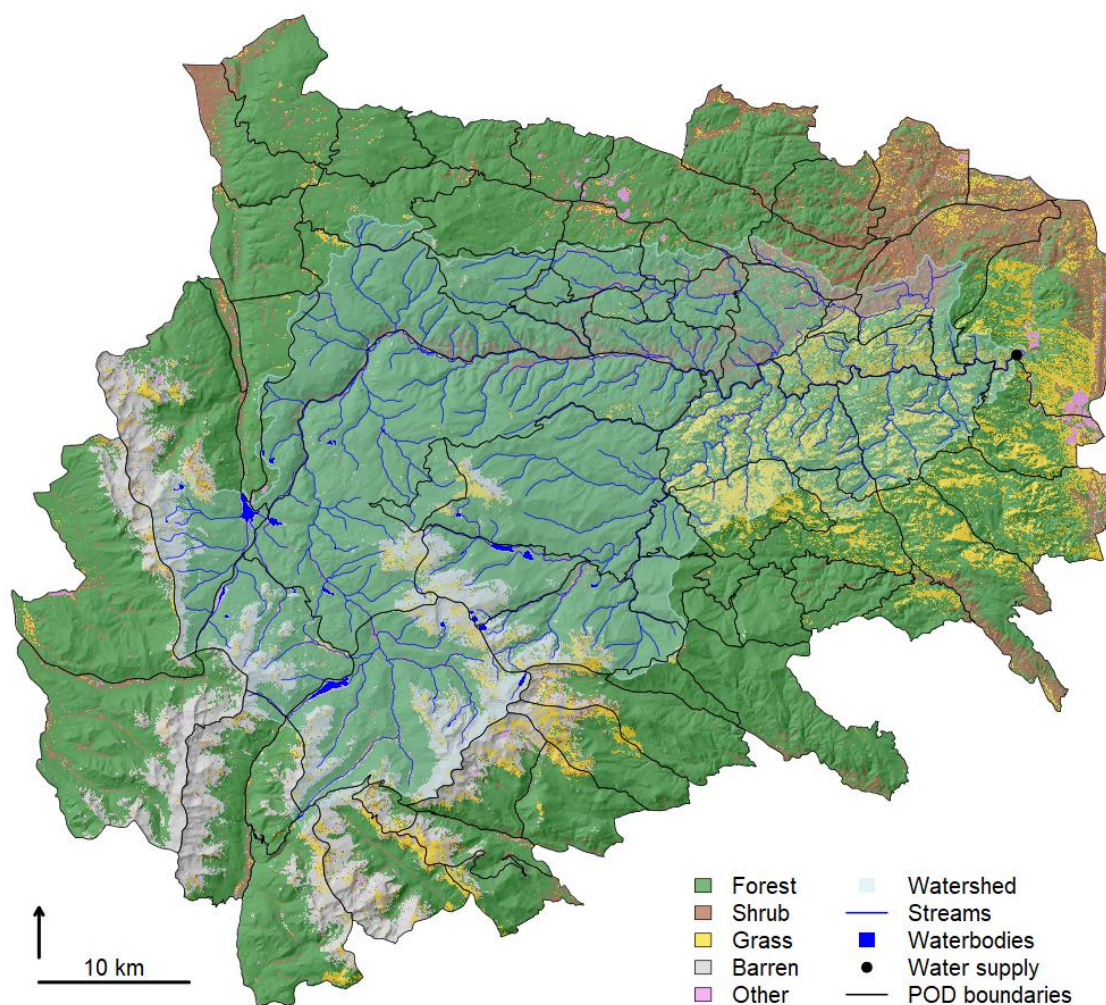 Forest
Shrub
Grass
Barren
Other
Watershed
Streams
Waterbodies
Water supply
POD boundaries
10 km